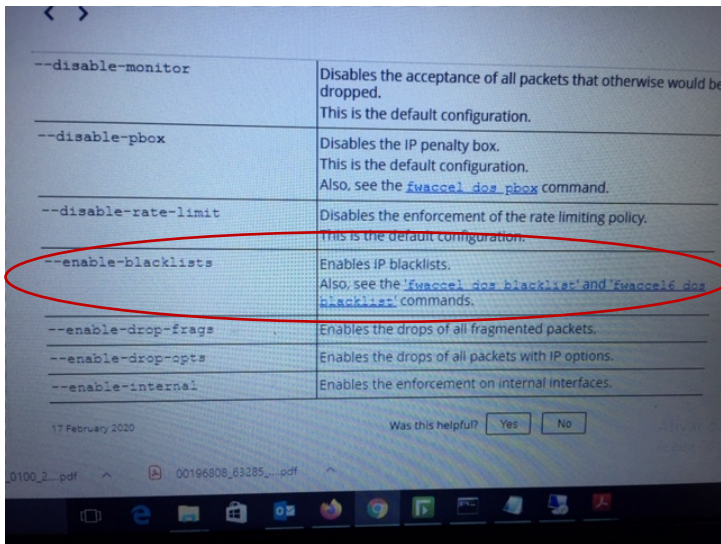 --disable-monitor
Disables the acceptance of all packets that otherwise would be
dropped.
This is the default configuration.
--disable-pbox
Disables the IP penalty box.
This is the default configuration.
Also, see the fwaccel dos pbox command.
--disable-rate-limit
Disables the enforcement of the rate limiting policy.
This is the default configuration.
--enable-blacklists
Enables IP blacklists.
Also, see the 'fwaccel dos blacklist' and 'fwaccel6 dos
blacklist' commands.
--enable-drop-frags
Enables the drops of all fragmented packets.
--enable-drop-opts
Enables the drops of all packets with IP options.
--enable-internal
Enables the enforcement on internal interfaces.
17 February 2020
Was this helpful? Yes No
_0100_2....pdf
00196808_63285_....pdf